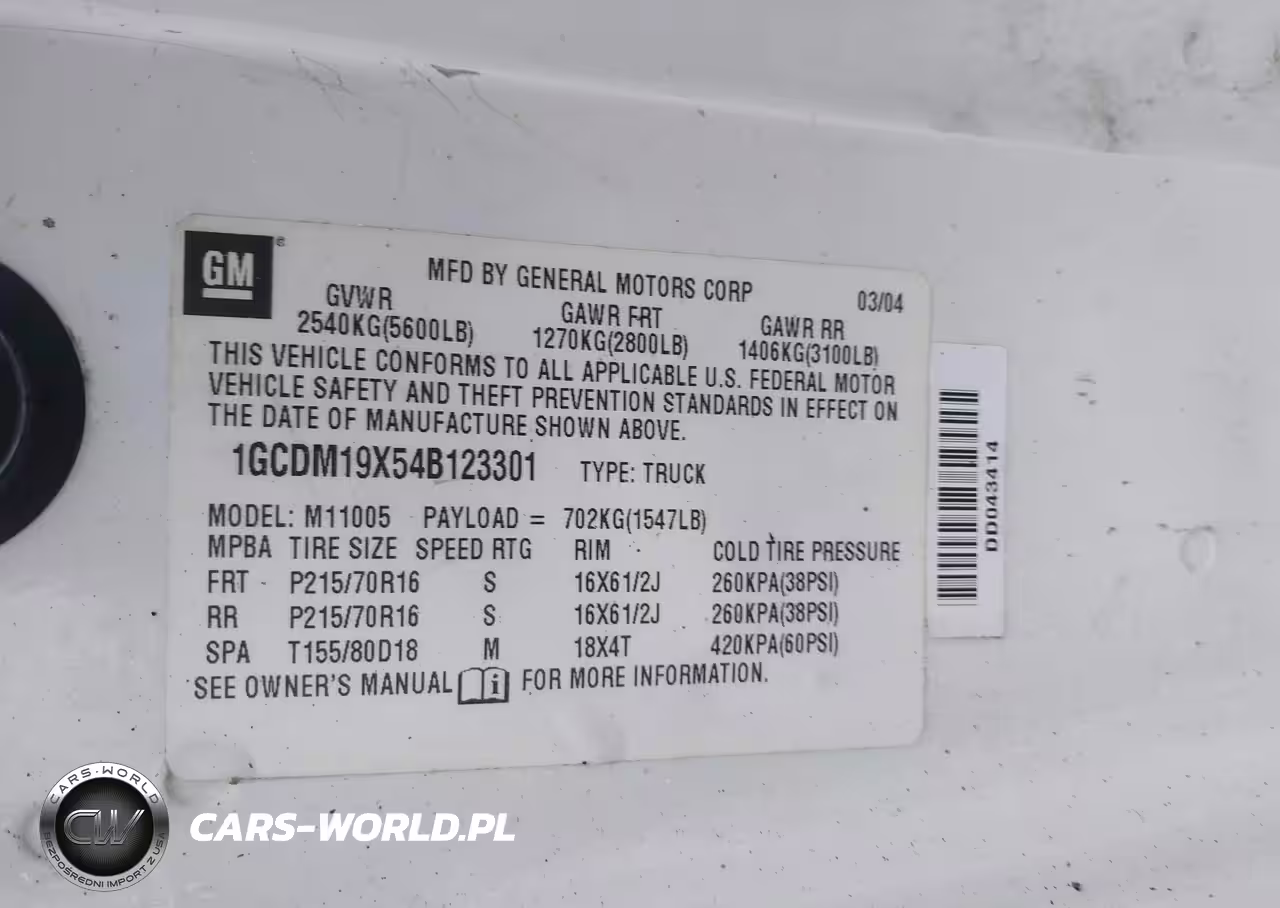 GM®
MFD BY GENERAL MOTORS CORP 03/04
GVWR GAWR FRT GAWR RR
2540KG(5600LB) 1270KG(2800LB) 1406KG(3100LB)
THIS VEHICLE CONFORMS TO ALL APPLICABLE U.S. FEDERAL MOTOR
VEHICLE SAFETY AND THEFT PREVENTION STANDARDS IN EFFECT ON
THE DATE OF MANUFACTURE SHOWN ABOVE.
1GCDM19X54B123301 TYPE: TRUCK
MODEL: M11005 PAYLOAD = 702KG(1547LB)
MPBA TIRE SIZE SPEED RTG RIM COLD TIRE PRESSURE
FRT P215/70R16 S 16X61/2J 260KPA(38PSI)
RR P215/70R16 S 16X61/2J 260KPA(38PSI)
SPA T155/80D18 M 18X4T 420KPA(60PSI)
SEE OWNER'S MANUAL i FOR MORE INFORMATION.
DD043414
CARS-WORLD
CW
BEZPOŚREDNI IMPORT Z USA
CARS-WORLD.PL